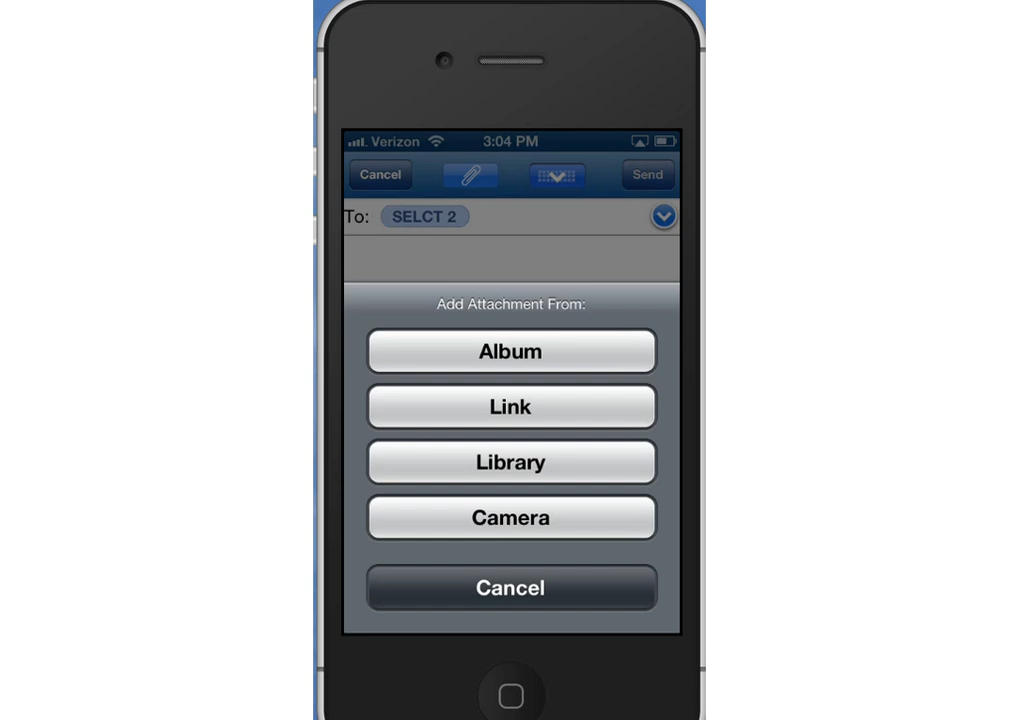 Verizon 3:04 PM
Cancel Send
To: SELCT 2
Add Attachment From:
Album
Link
Library
Camera
Cancel